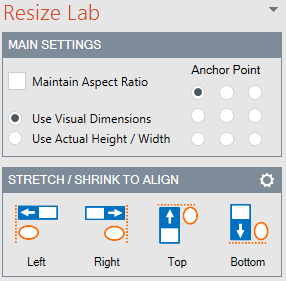 Resize Lab
MAIN SETTINGS
Maintain Aspect Ratio
Anchor Point
Use Visual Dimensions
Use Actual Height / Width
STRETCH / SHRINK TO ALIGN
Left Right Top Bottom